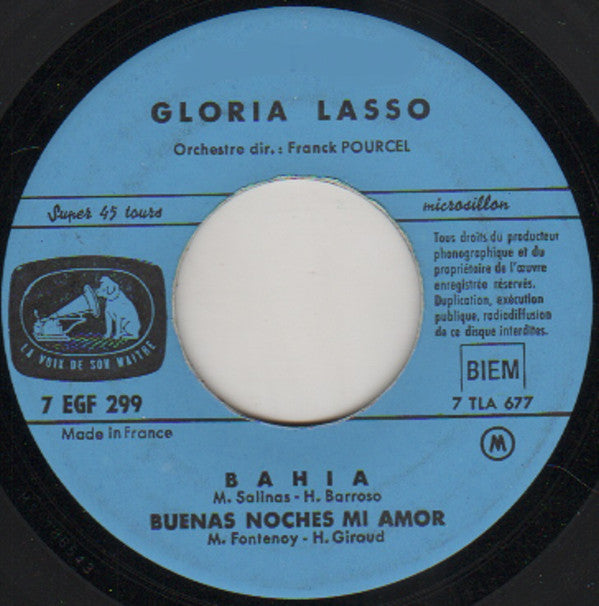 GLORIA LASSO
Orchestre dir. : Franck POURCEL
Super 45 tours
microsillon
Tous droits du producteur
phonographique et du
propriétaire de l'œuvre
enregistrée réservés.
Duplication, exécution
publique, radiodiffusion
de ce disque interdites.
LA VOIX DE SON MAITRE
BIEM
7 EGF 299
7 TLA 677
Made in France
M
BAHIA
M. Salinas - H. Barroso
BUENAS NOCHES MI AMOR
M. Fontenoy - H. Giraud